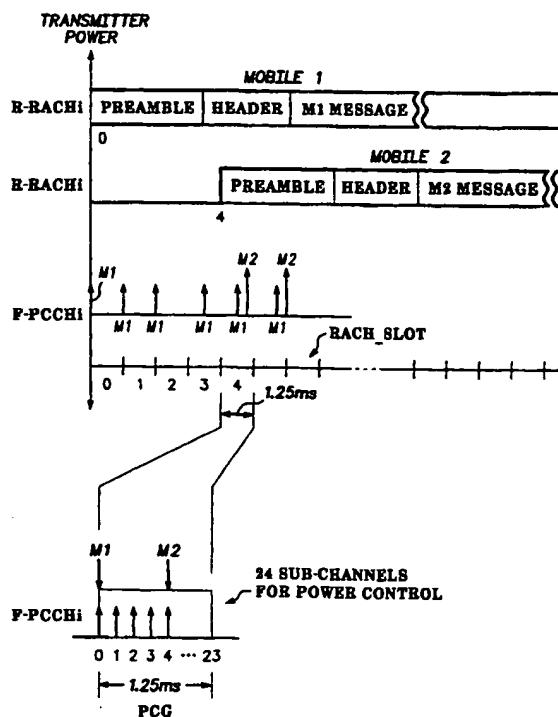 TRANSMITTER
POWER
MOBILE 1
R-RACHi PREAMBLE HEADER M1 MESSAGE
0
MOBILE 2
R-RACHi PREAMBLE HEADER M2 MESSAGE
4
M1 M2 M2
F-PCCHi
M1 M1 M1 M1 M1
RACH_SLOT
0 1 2 3 4
1.25ms
M1 M2
24 SUB-CHANNELS
FOR POWER CONTROL
F-PCCHi
0 1 2 3 4 ··· 23
1.25ms
PCG